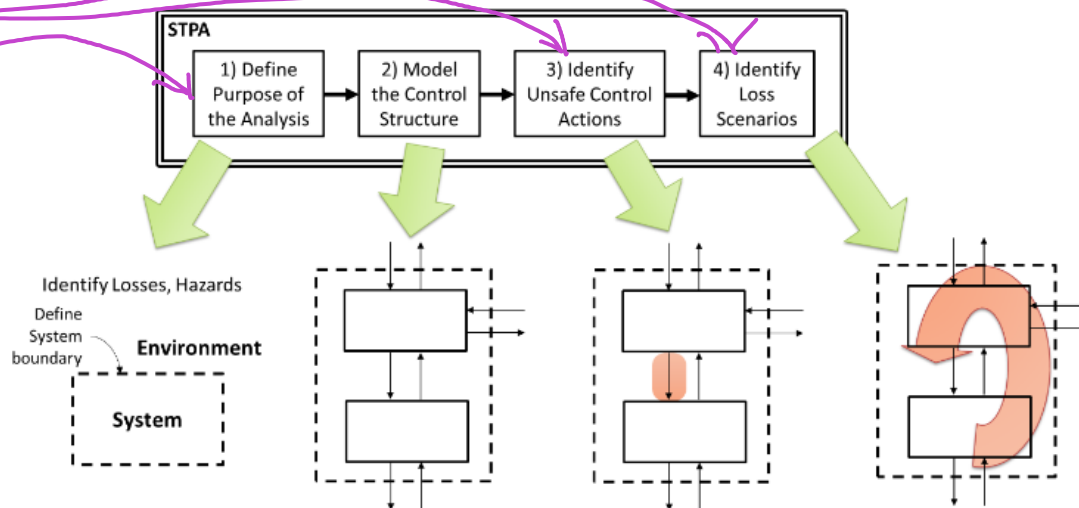 STPA
1) Define
Purpose of
the Analysis
2) Model
the Control
Structure
3) Identify
Unsafe Control
Actions
4) Identify
Loss
Scenarios
Identify Losses, Hazards
Define
System
boundary
Environment
System